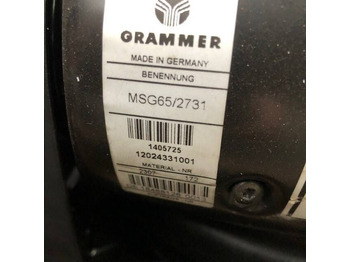 GRAMMER
MADE IN GERMANY
BENENNUNG
MSG65/2731
1405725
12024331001
MATERIAL - NR